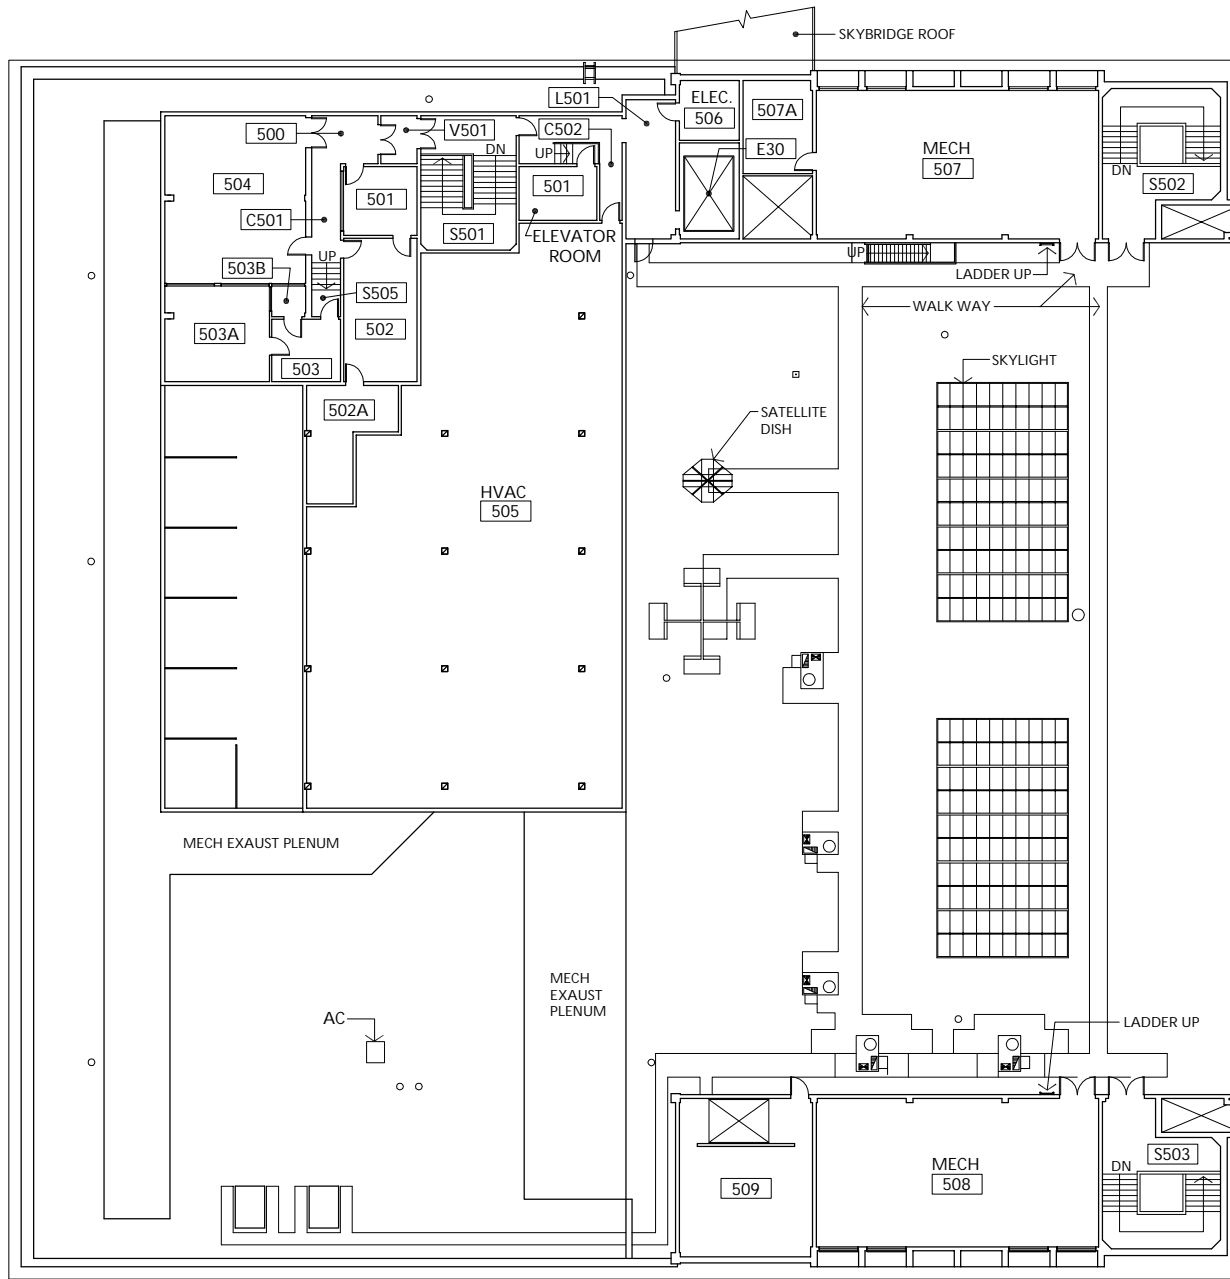 SKYBRIDGE ROOF
L501
ELEC.
506
507A
500
V501
C502
DN
UP
E30
MECH
507
504
501
501
DN
S502
C501
S501
ELEVATOR
ROOM
UP
UP
503B
S505
LADDER UP
502
WALK WAY
503A
503
SKYLIGHT
502A
SATELLITE
DISH
HVAC
505
MECH EXAUST PLENUM
MECH
EXAUST
PLENUM
AC
LADDER UP
MECH
508
509
DN
S503